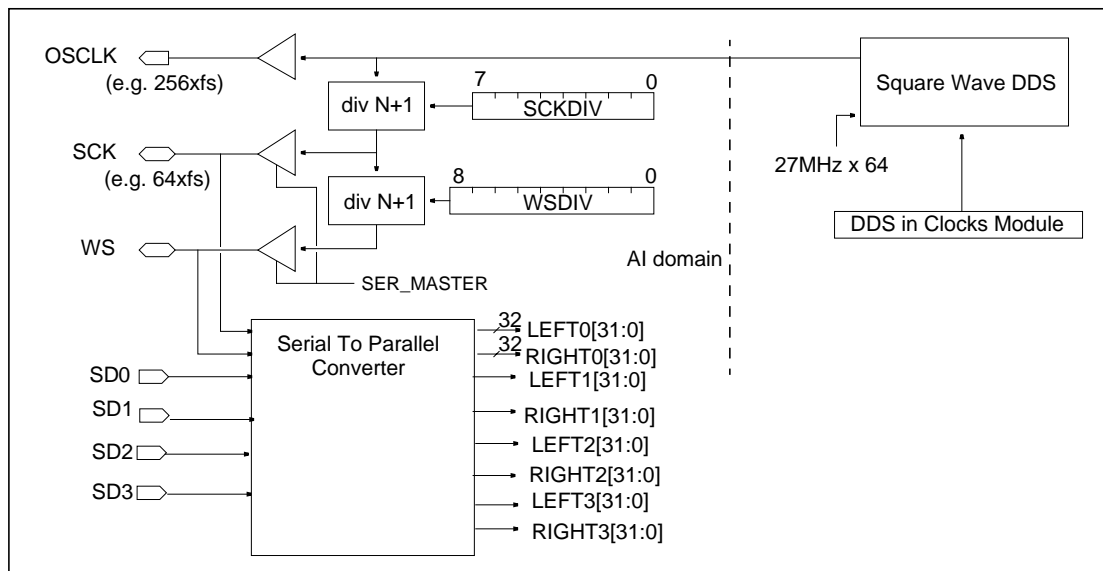 OSCLK
(e.g. 256xfs)
7 0
div N+1
SCKDIV
Square Wave DDS
SCK
(e.g. 64xfs)
27MHz x 64
8 0
div N+1
WSDIV
DDS in Clocks Module
WS
AI domain
SER_MASTER
Serial To Parallel
Converter
32
LEFT0[31:0]
32
RIGHT0[31:0]
SD0
LEFT1[31:0]
SD1
RIGHT1[31:0]
SD2
LEFT2[31:0]
RIGHT2[31:0]
SD3
LEFT3[31:0]
RIGHT3[31:0]